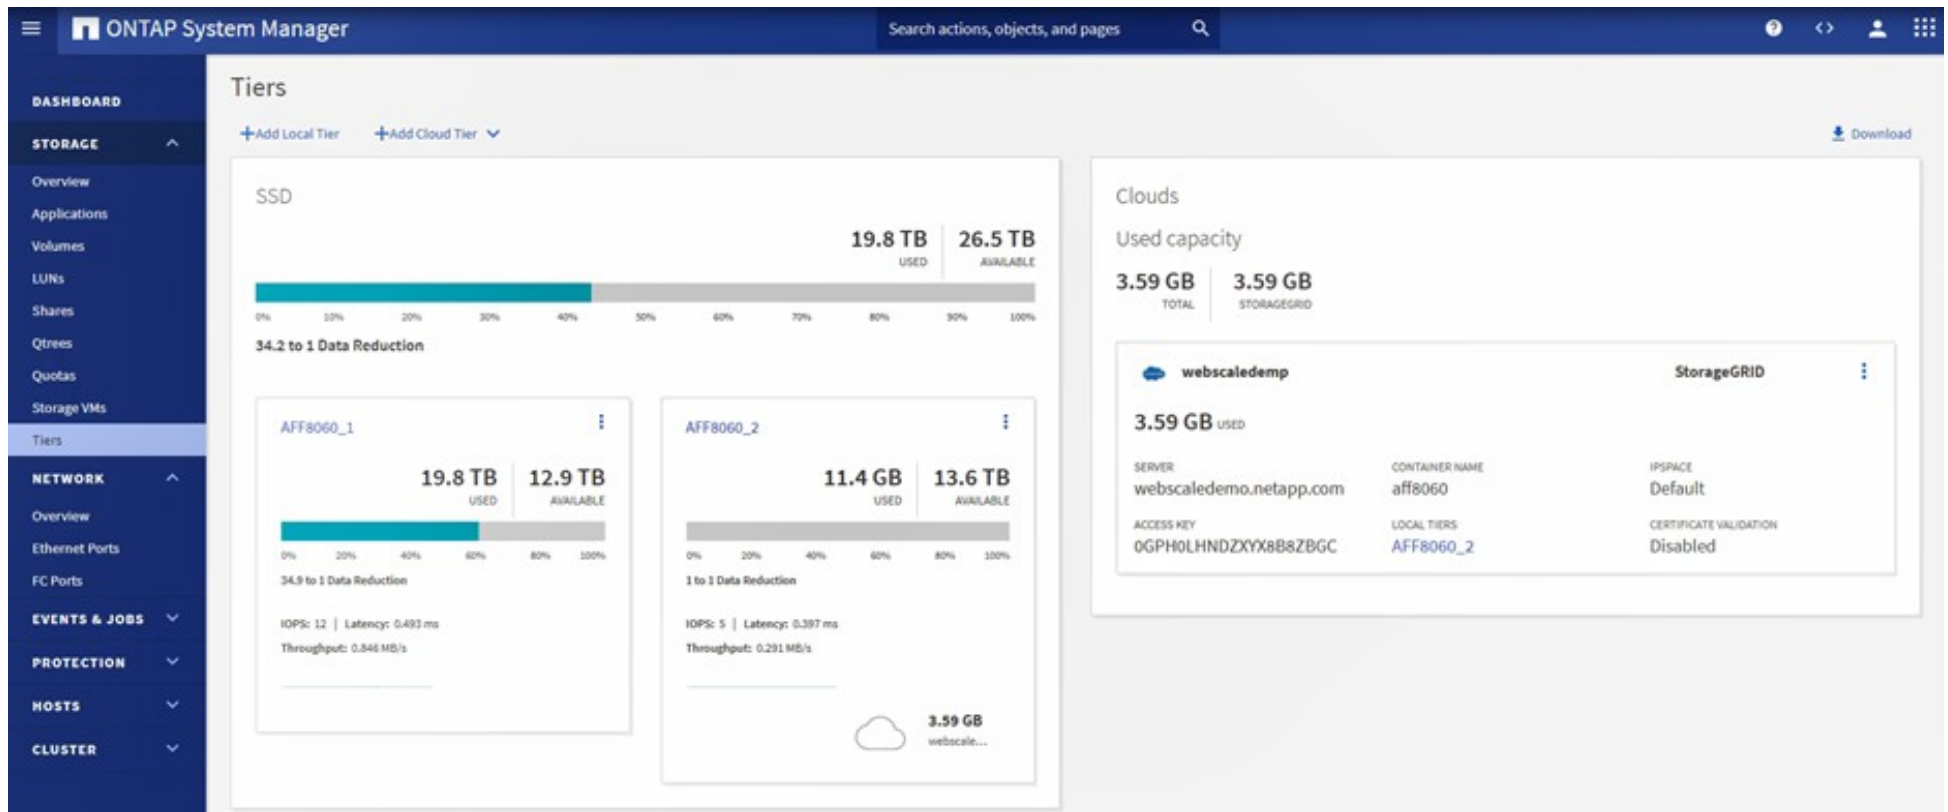 ONTAP System Manager
Search actions, objects, and pages
DASHBOARD
STORAGE
Overview
Applications
Volumes
LUNs
Shares
Qtrees
Quotas
Storage VMs
Tiers
NETWORK
Overview
Ethernet Ports
FC Ports
EVENTS & JOBS
PROTECTION
HOSTS
CLUSTER
Tiers
Add Local Tier
Add Cloud Tier
Download
SSD
19.8 TB 26.5 TB
USED AVAILABLE
0% 10% 20% 30% 40% 50% 60% 70% 80% 90% 100%
34.2 to 1 Data Reduction
AFF8060_1
19.8 TB 12.9 TB
USED AVAILABLE
0% 20% 40% 60% 80% 100%
34.9 to 1 Data Reduction
IOPS: 12 | Latency: 0.493 ms
Throughput: 0.846 MB/s
AFF8060_2
11.4 GB 13.6 TB
USED AVAILABLE
0% 20% 40% 60% 80% 100%
1 to 1 Data Reduction
IOPS: 5 | Latency: 0.397 ms
Throughput: 0.291 MB/s
3.59 GB
webscale...
Clouds
Used capacity
3.59 GB 3.59 GB
TOTAL STORAGEGRID
webscaledemp StorageGRID
3.59 GB USED
SERVER CONTAINER NAME IPSPACE
webscaledemo.netapp.com aff8060 Default
ACCESS KEY LOCAL TIERS CERTIFICATE VALIDATION
0GPH0LHNDZXYX8B8ZBGC AFF8060_2 Disabled